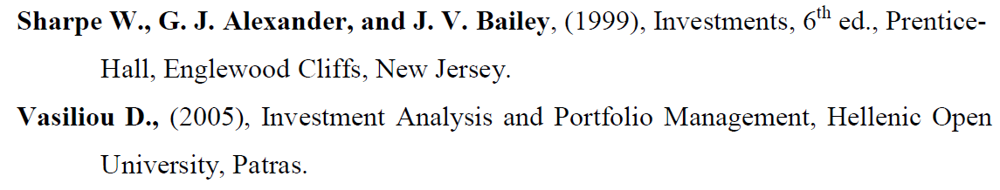 Sharpe W., G. J. Alexander, and J. V. Bailey, (1999), Investments, 6th ed., Prentice-
Hall, Englewood Cliffs, New Jersey.
Vasiliou D., (2005), Investment Analysis and Portfolio Management, Hellenic Open
University, Patras.